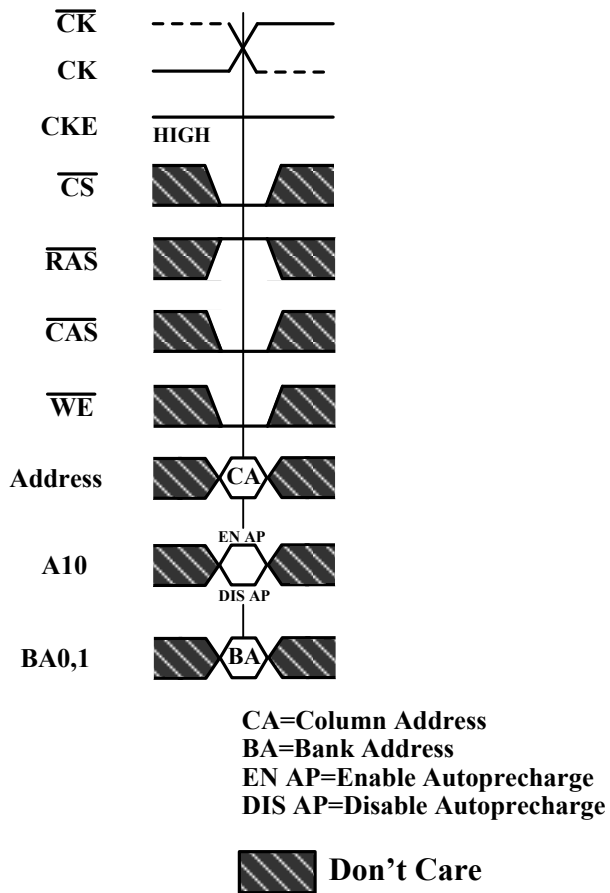 CK
CK
CKE
HIGH
CS
RAS
CAS
WE
Address
CA
EN AP
A10
DIS AP
BA0,1
BA
CA=Column Address
BA=Bank Address
EN AP=Enable Autoprecharge
DIS AP=Disable Autoprecharge
Don't Care